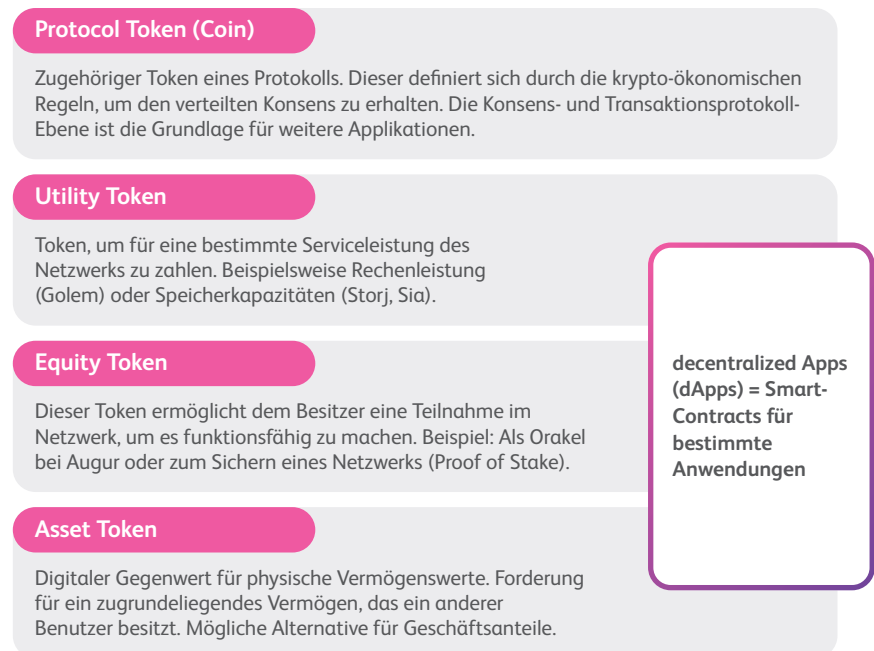 Protocol Token (Coin)
Zugehöriger Token eines Protokolls. Dieser definiert sich durch die krypto-ökonomischen
Regeln, um den verteilten Konsens zu erhalten. Die Konsens- und Transaktionsprotokoll-
Ebene ist die Grundlage für weitere Applikationen.
Utility Token
Token, um für eine bestimmte Serviceleistung des
Netzwerks zu zahlen. Beispielsweise Rechenleistung
(Golem) oder Speicherkapazitäten (Storj, Sia).
Equity Token
Dieser Token ermöglicht dem Besitzer eine Teilnahme im
Netzwerk, um es funktionsfähig zu machen. Beispiel: Als Orakel
bei Augur oder zum Sichern eines Netzwerks (Proof of Stake).
Asset Token
Digitaler Gegenwert für physische Vermögenswerte. Forderung
für ein zugrundeliegendes Vermögen, das ein anderer
Benutzer besitzt. Mögliche Alternative für Geschäftsanteile.
decentralized Apps
(dApps) = Smart-
Contracts für
bestimmte
Anwendungen